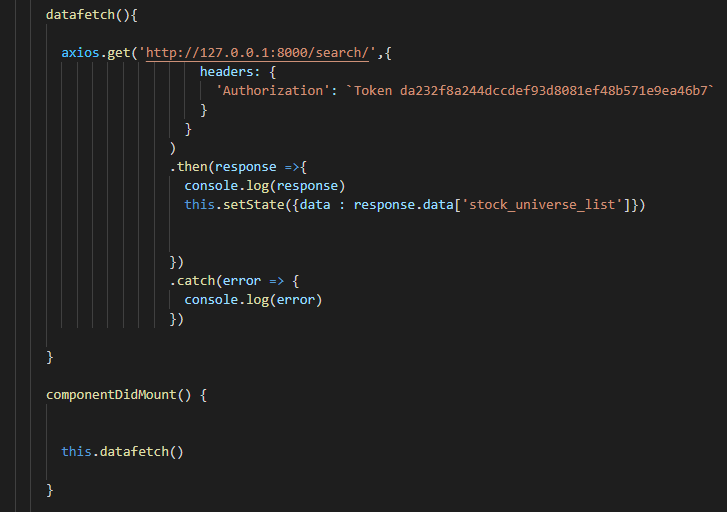 datafetch(){
axios.get('http://127.0.0.1:8000/search/',{
headers: {
'Authorization': `Token da232f8a244dccdef93d8081ef48b571e9ea46b7`
}
}
)
.then(response =>{
console.log(response)
this.setState({data : response.data['stock_universe_list']})
})
.catch(error => {
console.log(error)
})
}
componentDidMount() {
this.datafetch()
}